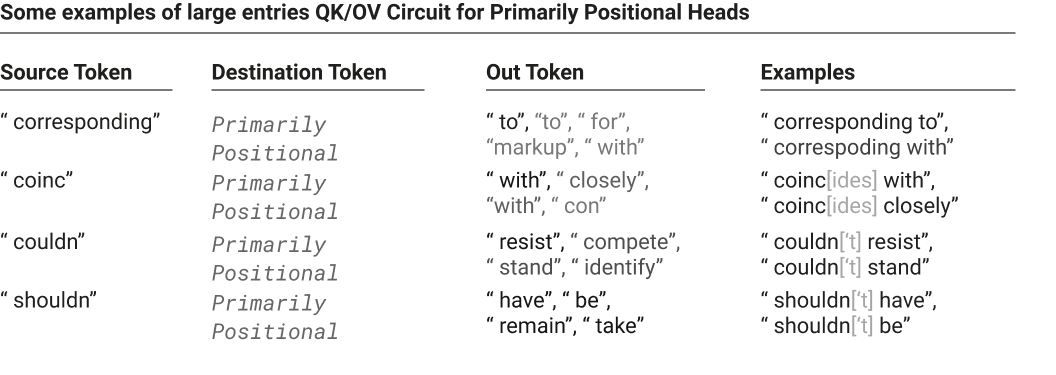 Some examples of large entries QK/OV Circuit for Primarily Positional Heads
Source Token Destination Token Out Token Examples
“ corresponding” Primarily “ to”, “to”, “ for”, “ corresponding to”,
Positional “markup”, “ with” “ correspoding with”
“ coinc” Primarily “ with”, “ closely”, “ coinc[ides] with”,
Positional “with”, “ con” “ coinc[ides] closely”
“ couldn” Primarily “ resist”, “ compete”, “ couldn[‘t] resist”,
Positional “ stand”, “ identify” “ couldn[‘t] stand”
“ shouldn” Primarily “ have”, “ be”, “ shouldn[‘t] have”,
Positional “ remain”, “ take” “ shouldn[‘t] be”